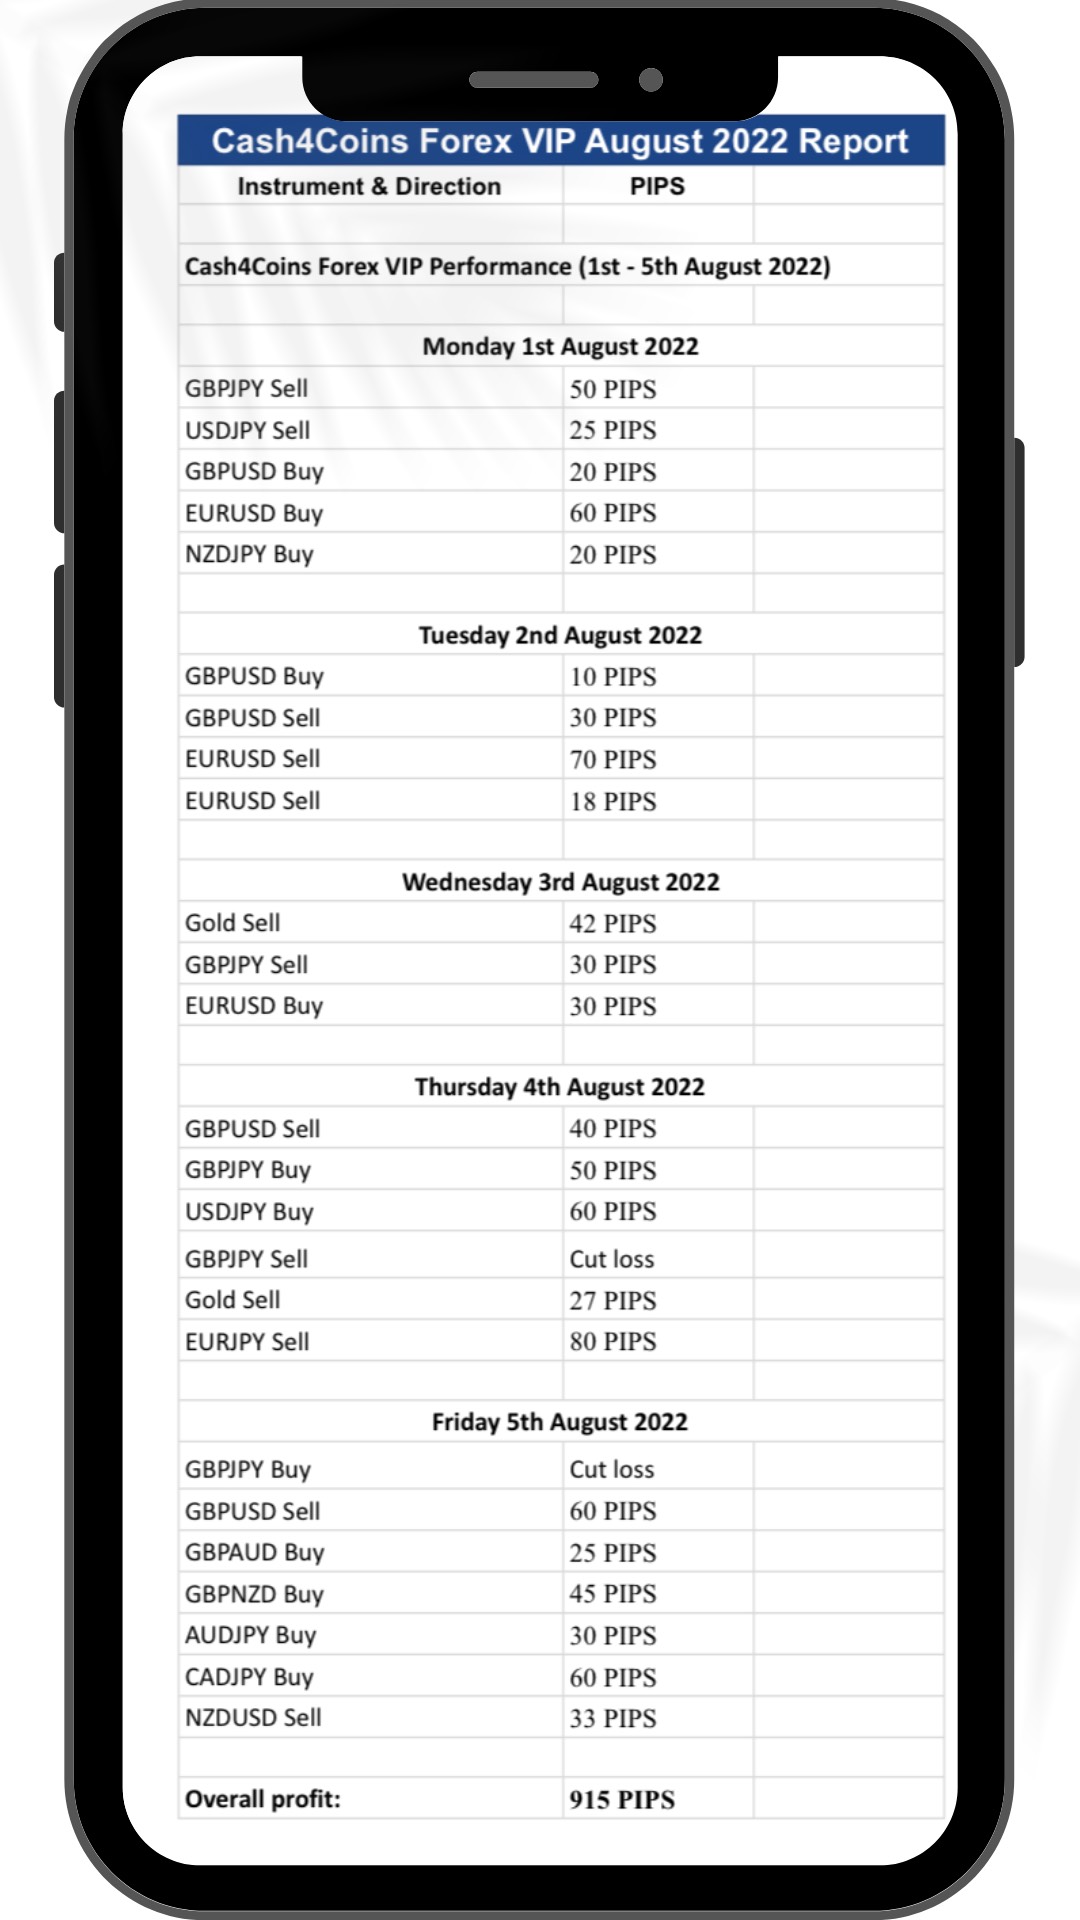 Cash4Coins Forex VIP August 2022 Report
Instrument & Direction PIPS
Cash4Coins Forex VIP Performance (1st - 5th August 2022)
Monday 1st August 2022
GBPJPY Sell 50 PIPS
USDJPY Sell 25 PIPS
GBPUSD Buy 20 PIPS
EURUSD Buy 60 PIPS
NZDJPY Buy 20 PIPS
Tuesday 2nd August 2022
GBPUSD Buy 10 PIPS
GBPUSD Sell 30 PIPS
EURUSD Sell 70 PIPS
EURUSD Sell 18 PIPS
Wednesday 3rd August 2022
Gold Sell 42 PIPS
GBPJPY Sell 30 PIPS
EURUSD Buy 30 PIPS
Thursday 4th August 2022
GBPUSD Sell 40 PIPS
GBPJPY Buy 50 PIPS
USDJPY Buy 60 PIPS
GBPJPY Sell Cut loss
Gold Sell 27 PIPS
EURJPY Sell 80 PIPS
Friday 5th August 2022
GBPJPY Buy Cut loss
GBPUSD Sell 60 PIPS
GBPAUD Buy 25 PIPS
GBPNZD Buy 45 PIPS
AUDJPY Buy 30 PIPS
CADJPY Buy 60 PIPS
NZDUSD Sell 33 PIPS
Overall profit: 915 PIPS